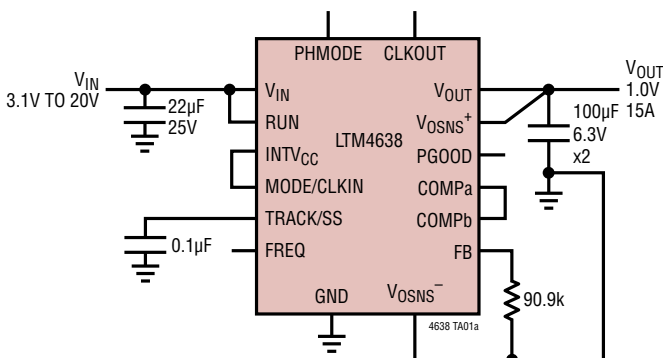 PHMODE CLKOUT
V_IN
3.1V TO 20V
22µF
25V
V_IN
RUN
INTV_CC
MODE/CLKIN
TRACK/SS
FREQ
0.1µF
LTM4638
GND
V_OSNS^–
V_OUT
V_OSNS^+
PGOOD
COMPa
COMPb
FB
V_OUT
1.0V
15A
100µF
6.3V
x2
90.9k
4638 TA01a